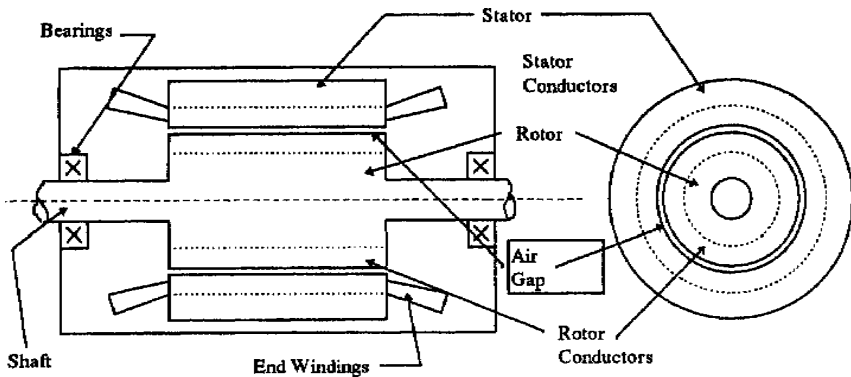 Stator
Bearings
Stator
Conductors
Rotor
Air
Gap
Rotor
Conductors
Shaft
End Windings